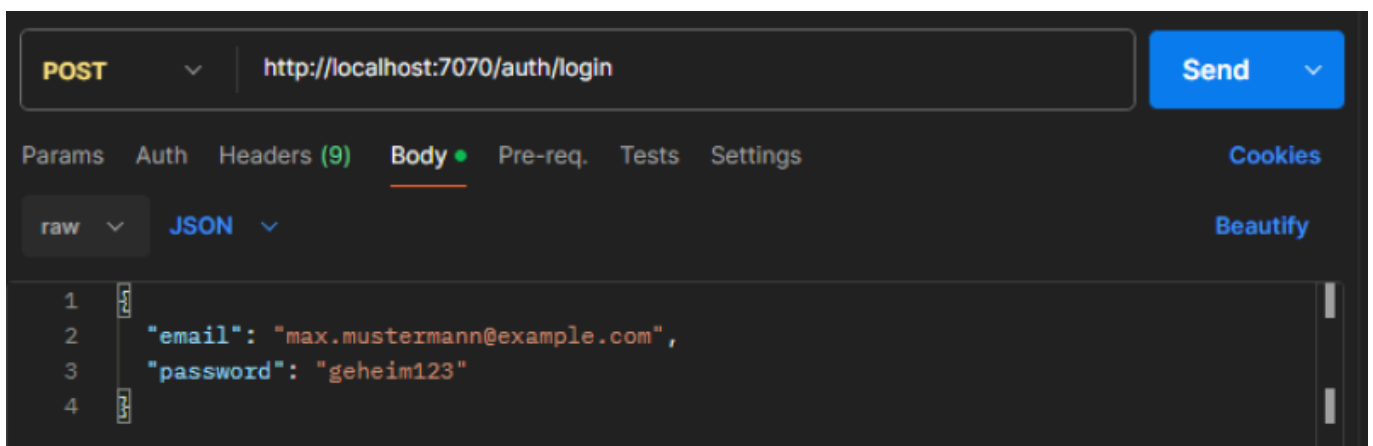 POST http://localhost:7070/auth/login Send
Params Auth Headers (9) Body Pre-req. Tests Settings Cookies
raw JSON Beautify
1 {
2 "email": "max.mustermann@example.com",
3 "password": "geheim123"
4 }